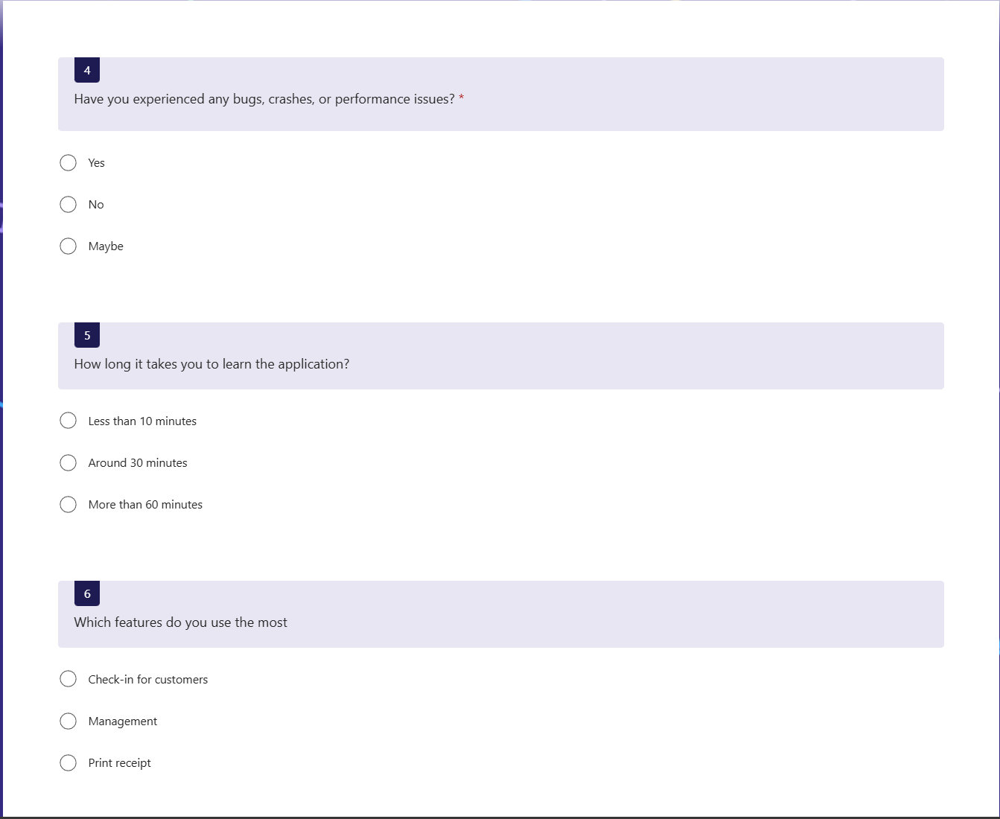 4
Have you experienced any bugs, crashes, or performance issues? *
Yes
No
Maybe
5
How long it takes you to learn the application?
Less than 10 minutes
Around 30 minutes
More than 60 minutes
6
Which features do you use the most
Check-in for customers
Management
Print receipt